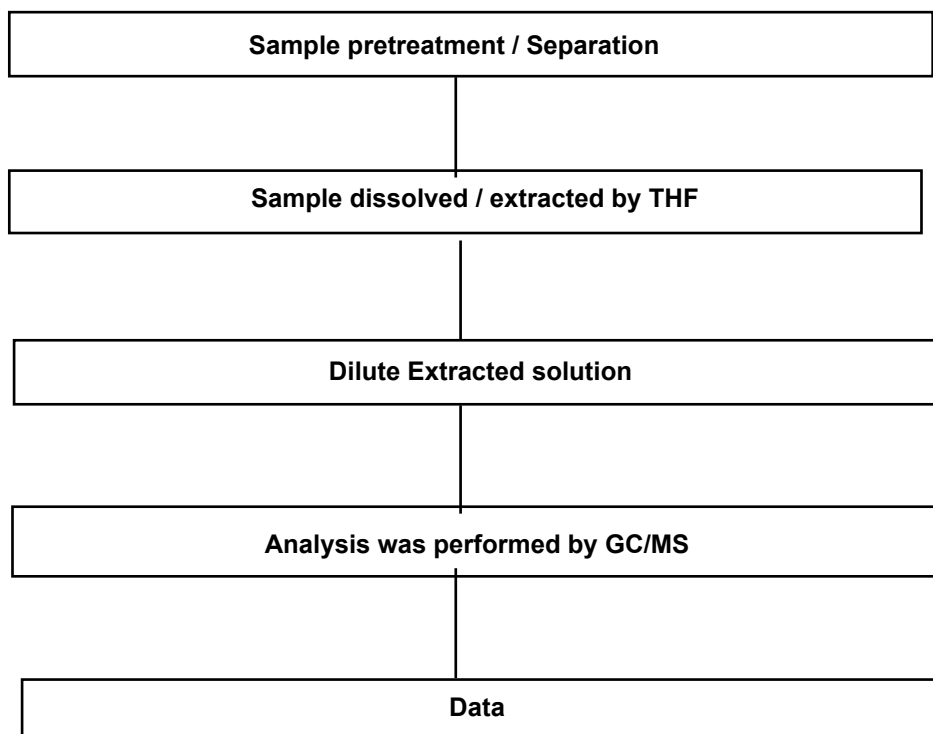 Sample pretreatment / Separation
Sample dissolved / extracted by THF
Dilute Extracted solution
Analysis was performed by GC/MS
Data